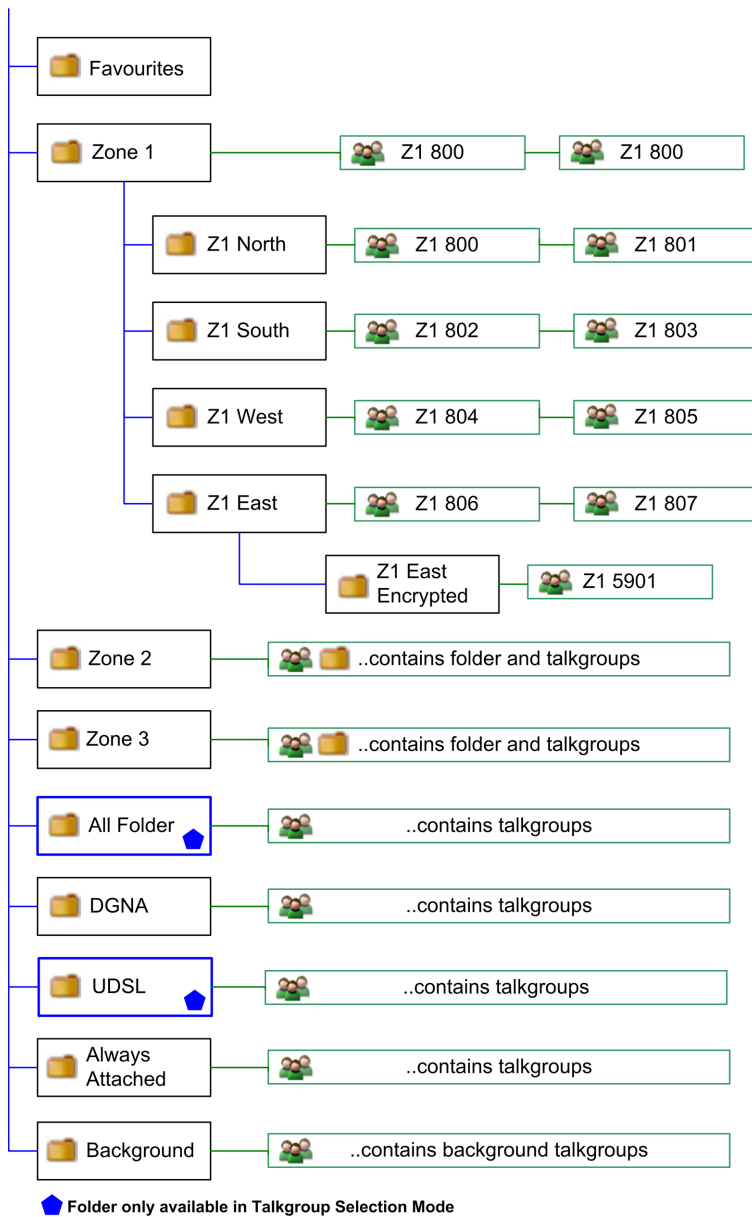 Favourites
Zone 1
Z1 800
Z1 800
Z1 North
Z1 800
Z1 801
Z1 South
Z1 802
Z1 803
Z1 West
Z1 804
Z1 805
Z1 East
Z1 806
Z1 807
Z1 East
Encrypted
Z1 5901
Zone 2
..contains folder and talkgroups
Zone 3
..contains folder and talkgroups
All Folder
..contains talkgroups
DGNA
..contains talkgroups
UDSL
..contains talkgroups
Always
Attached
..contains talkgroups
Background
..contains background talkgroups
Folder only available in Talkgroup Selection Mode